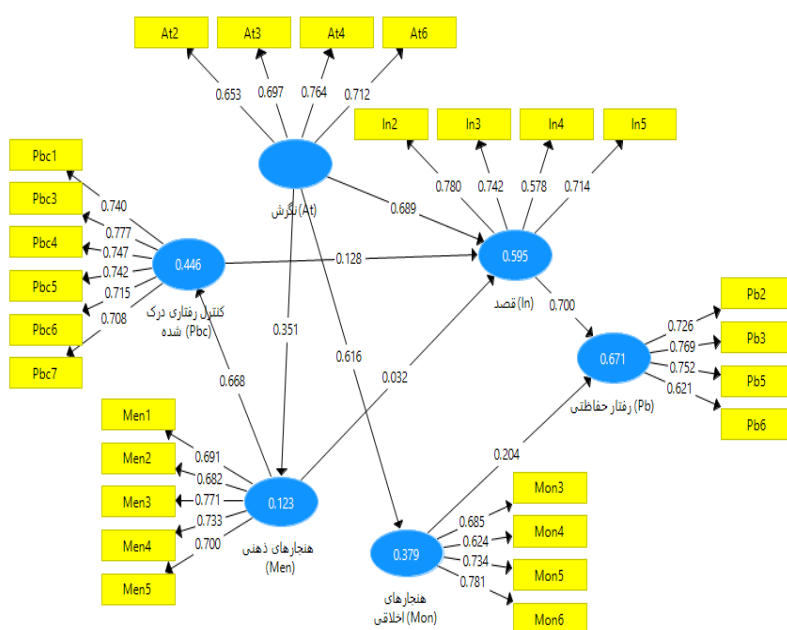 At2
At3
At4
At6
0.653
0.697
0.764
0.712
In2
In3
In4
In5
0.780
0.742
0.578
0.714
نگرش (At)
0.689
Pbc1
Pbc3
Pbc4
Pbc5
Pbc6
Pbc7
0.740
0.777
0.747
0.742
0.715
0.708
0.446
کنترل رفتاری درک
شده (Pbc)
0.128
0.595
قصد (In)
0.700
0.351
0.616
0.668
0.032
Pb2
Pb3
Pb5
Pb6
0.726
0.769
0.752
0.621
0.671
رفتار حفاظتی (Pb)
0.204
Men1
Men2
Men3
Men4
Men5
0.691
0.682
0.771
0.733
0.700
0.123
هنجارهای ذهنی
(Men)
Mon3
Mon4
Mon5
Mon6
0.685
0.624
0.734
0.781
0.379
هنجارهای
اخلاقی (Mon)